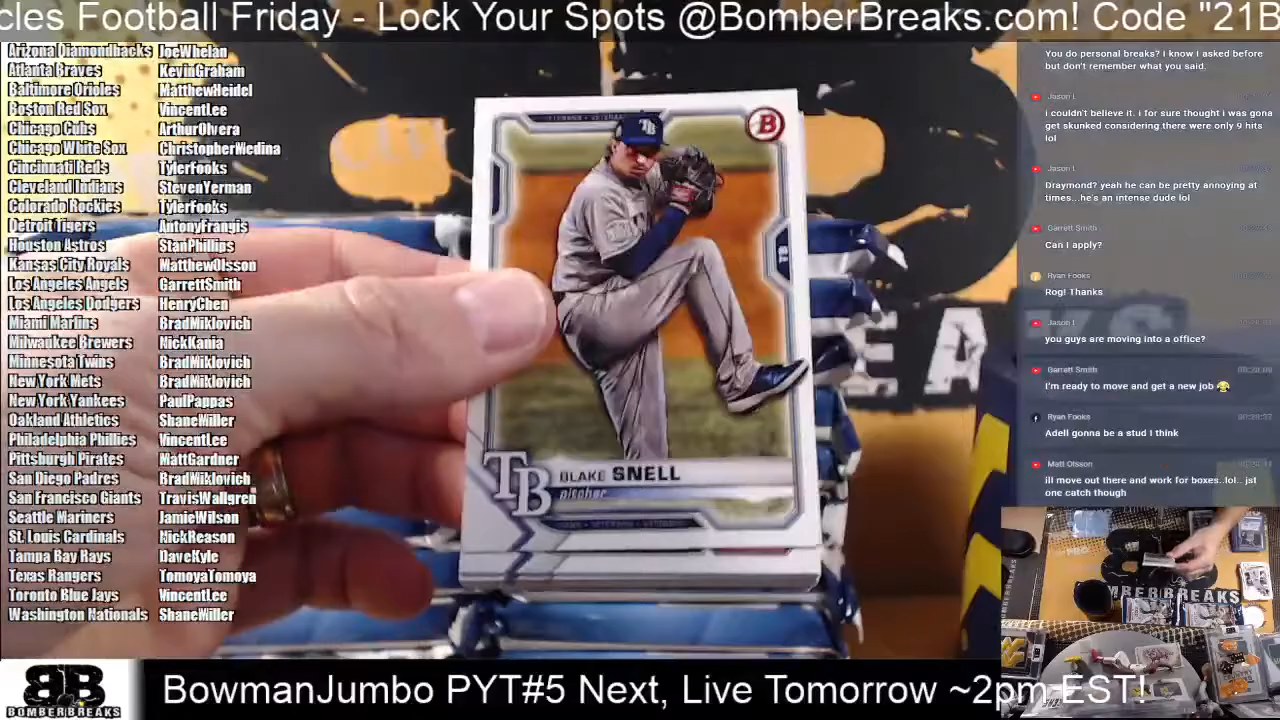 cles Football Friday - Lock Your Spots @BomberBreaks.com! Code "21B
Arizona Diamondbacks JoeWhelan
Atlanta Braves KevinGraham
Baltimore Orioles MatthewHeidel
Boston Red Sox VincentLee
Chicago Cubs ArthurOlvera
Chicago White Sox ChristopherMedina
Cincinnati Reds TylerFooks
Cleveland Indians StevenYerman
Colorado Rockies TylerFooks
Detroit Tigers AntonyFrangis
Houston Astros StanPhillips
Kansas City Royals MatthewOlsson
Los Angeles Angels GarrettSmith
Los Angeles Dodgers HenryChen
Miami Marlins BradMiklovich
Milwaukee Brewers NickKania
Minnesota Twins BradMiklovich
New York Mets BradMiklovich
New York Yankees PaulPappas
Oakland Athletics ShaneMiller
Philadelphia Phillies VincentLee
Pittsburgh Pirates MattGardner
San Diego Padres BradMiklovich
San Francisco Giants TravisWallgren
Seattle Mariners JamieWilson
St. Louis Cardinals NickReason
Tampa Bay Rays DaveKyle
Texas Rangers TomoyaTomoya
Toronto Blue Jays VincentLee
Washington Nationals ShaneMiller
B
TB
TB
BLAKE SNELL
pitcher
EA
You do personal breaks? i know I asked before
but don't remember what you said.
Jason L
i couldn't believe it. i for sure thought i was gona
get skunked considering there were only 9 hits
lol
Jason L
Draymond? yeah he can be pretty annoying at
times...he's an intense dude lol
Garrett Smith
Can I apply?
Ryan Fooks
Rog! Thanks
Jason L
you guys are moving into a office?
Garrett Smith
I'm ready to move and get a new job 😂
Ryan Fooks
Adell gonna be a stud I think
Matt Olsson
ill move out there and work for boxes..lol.. jst
one catch though
OMBERBREAKS
BB
BOMBERBREAKS
BowmanJumbo PYT#5 Next, Live Tomorrow ~2pm EST!